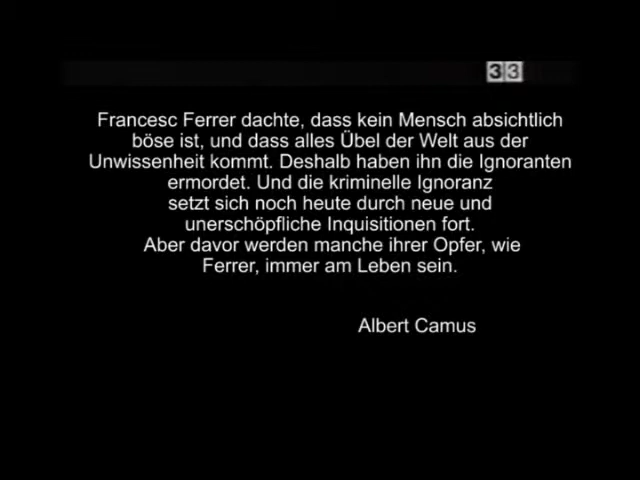 33
Francesc Ferrer dachte, dass kein Mensch absichtlich
böse ist, und dass alles Übel der Welt aus der
Unwissenheit kommt. Deshalb haben ihn die Ignoranten
ermordet. Und die kriminelle Ignoranz
setzt sich noch heute durch neue und
unerschöpfliche Inquisitionen fort.
Aber davor werden manche ihrer Opfer, wie
Ferrer, immer am Leben sein.
Albert Camus